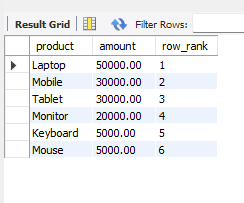 Result Grid Filter Rows:
product amount row_rank
Laptop 50000.00 1
Mobile 30000.00 2
Tablet 30000.00 3
Monitor 20000.00 4
Keyboard 5000.00 5
Mouse 5000.00 6